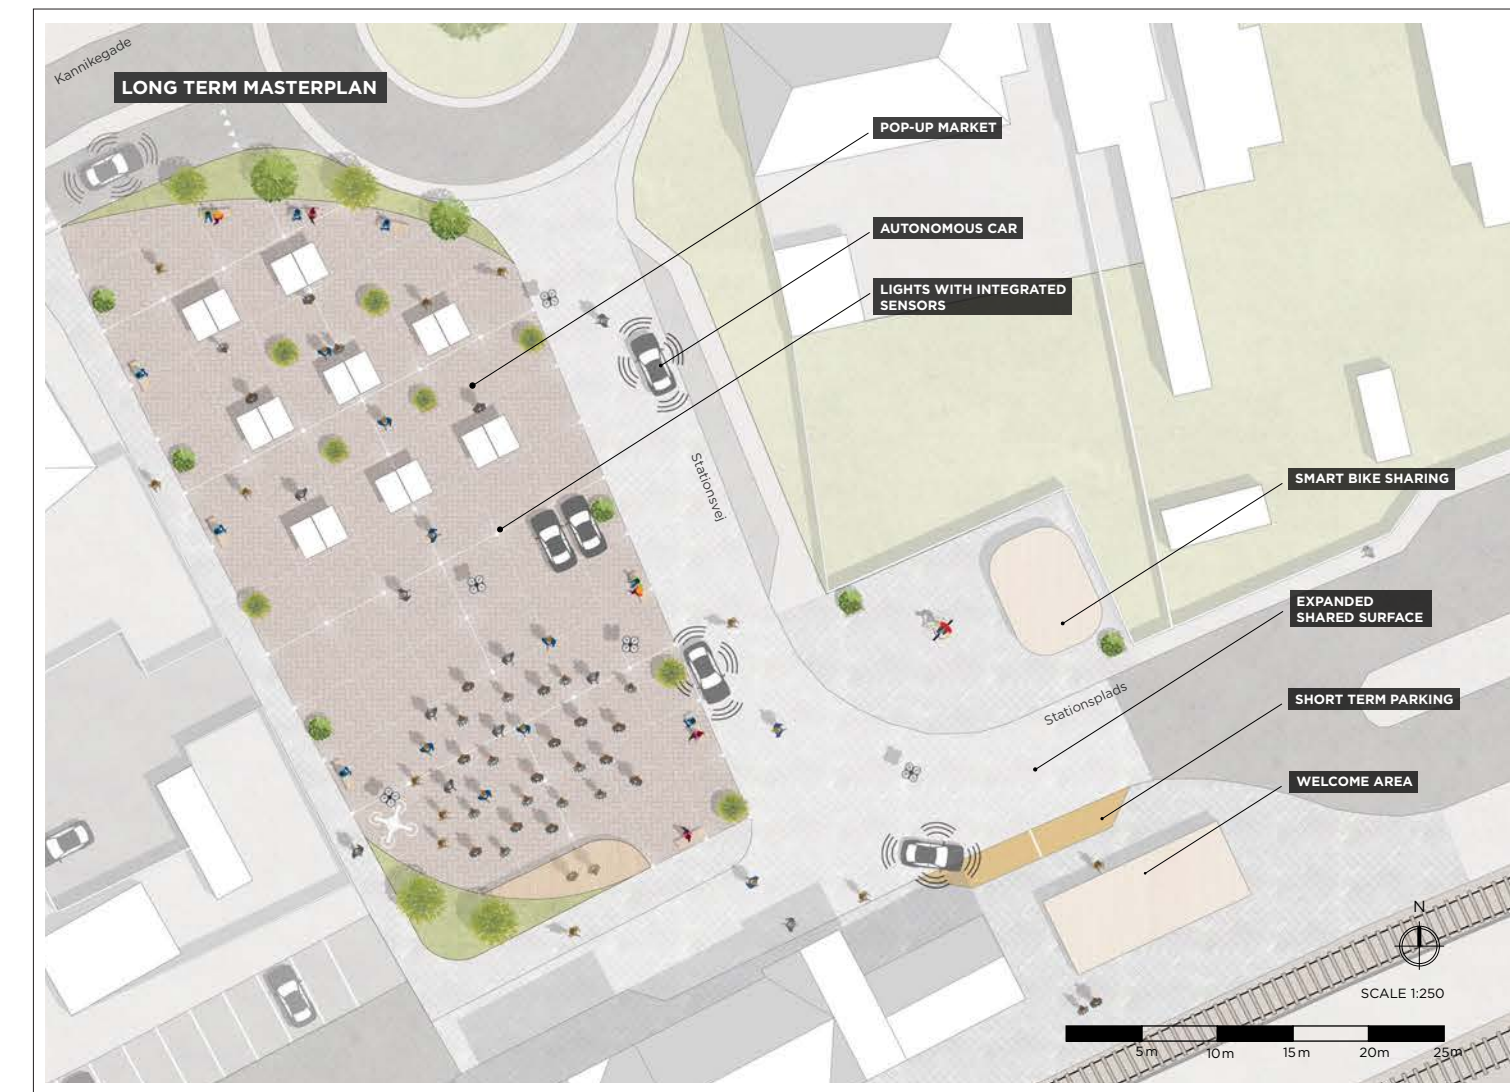 Kannikegade
LONG TERM MASTERPLAN
POP-UP MARKET
AUTONOMOUS CAR
LIGHTS WITH INTEGRATED
SENSORS
Stationsvej
SMART BIKE SHARING
EXPANDED
SHARED SURFACE
Stationsplads
SHORT TERM PARKING
WELCOME AREA
N
SCALE 1:250
5m 10m 15m 20m 25m